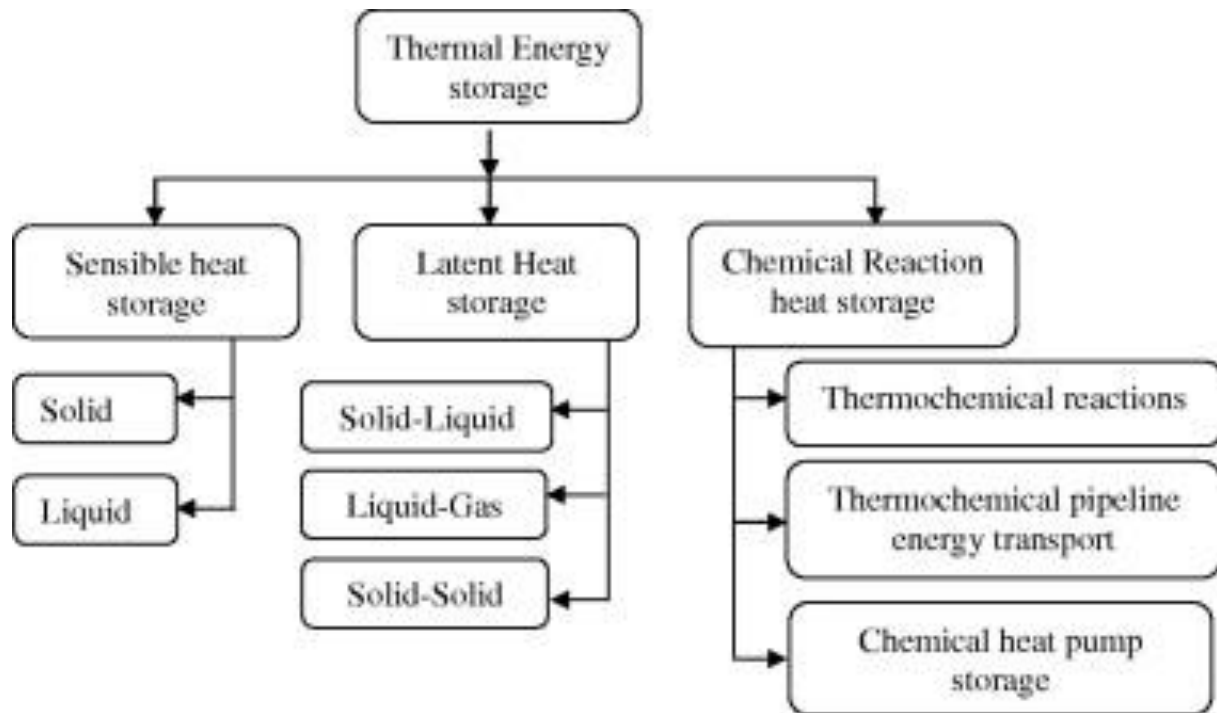 Thermal Energy
storage
Sensible heat
storage
Latent Heat
storage
Chemical Reaction
heat storage
Solid
Liquid
Solid-Liquid
Liquid-Gas
Solid-Solid
Thermochemical reactions
Thermochemical pipeline
energy transport
Chemical heat pump
storage